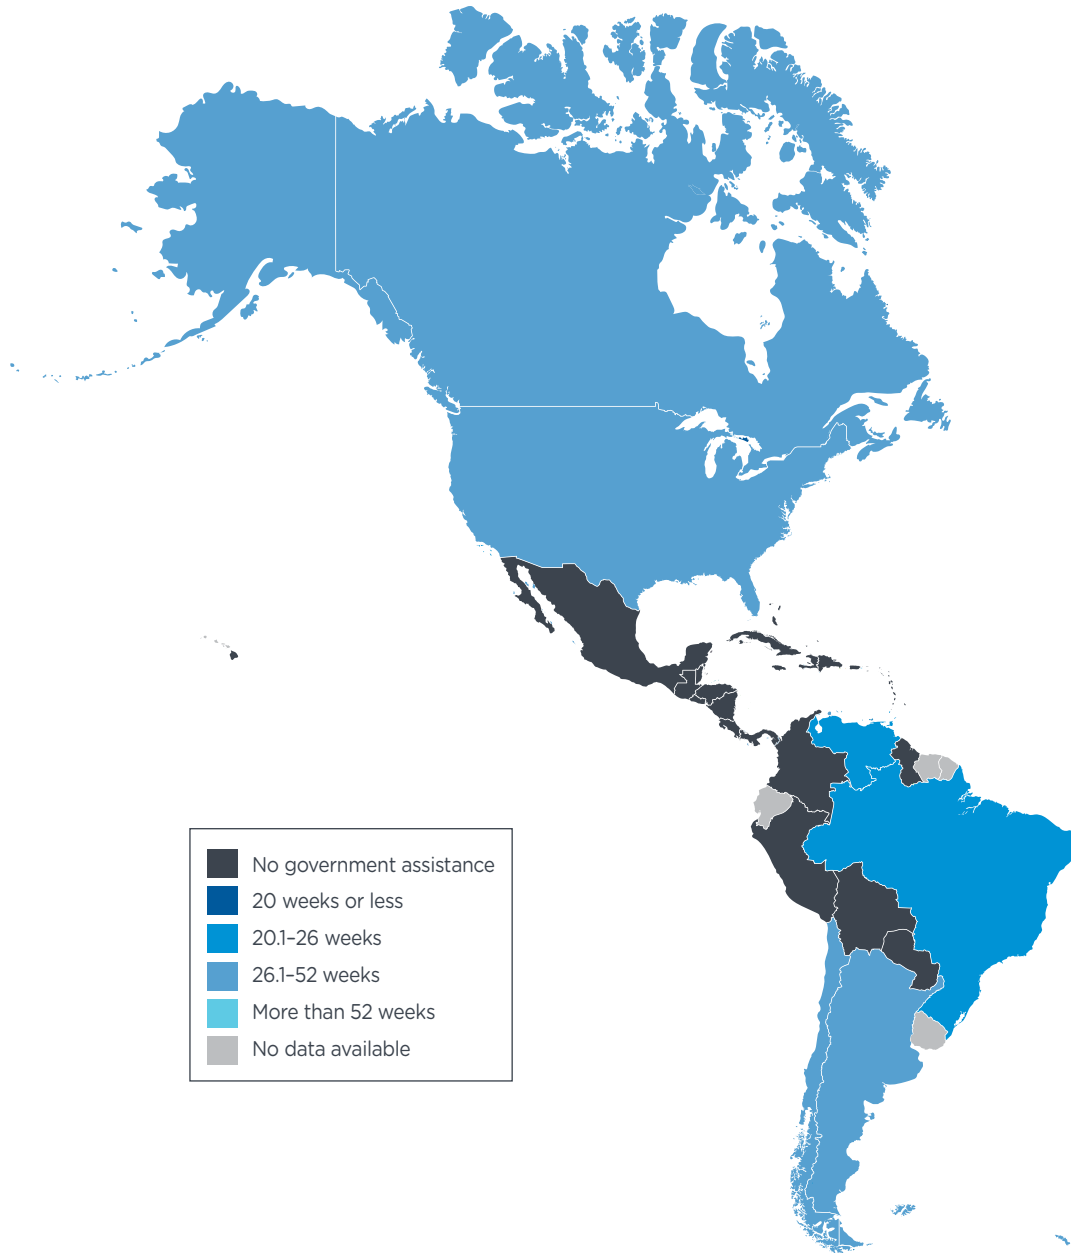 No government assistance
20 weeks or less
20.1–26 weeks
26.1–52 weeks
More than 52 weeks
No data available